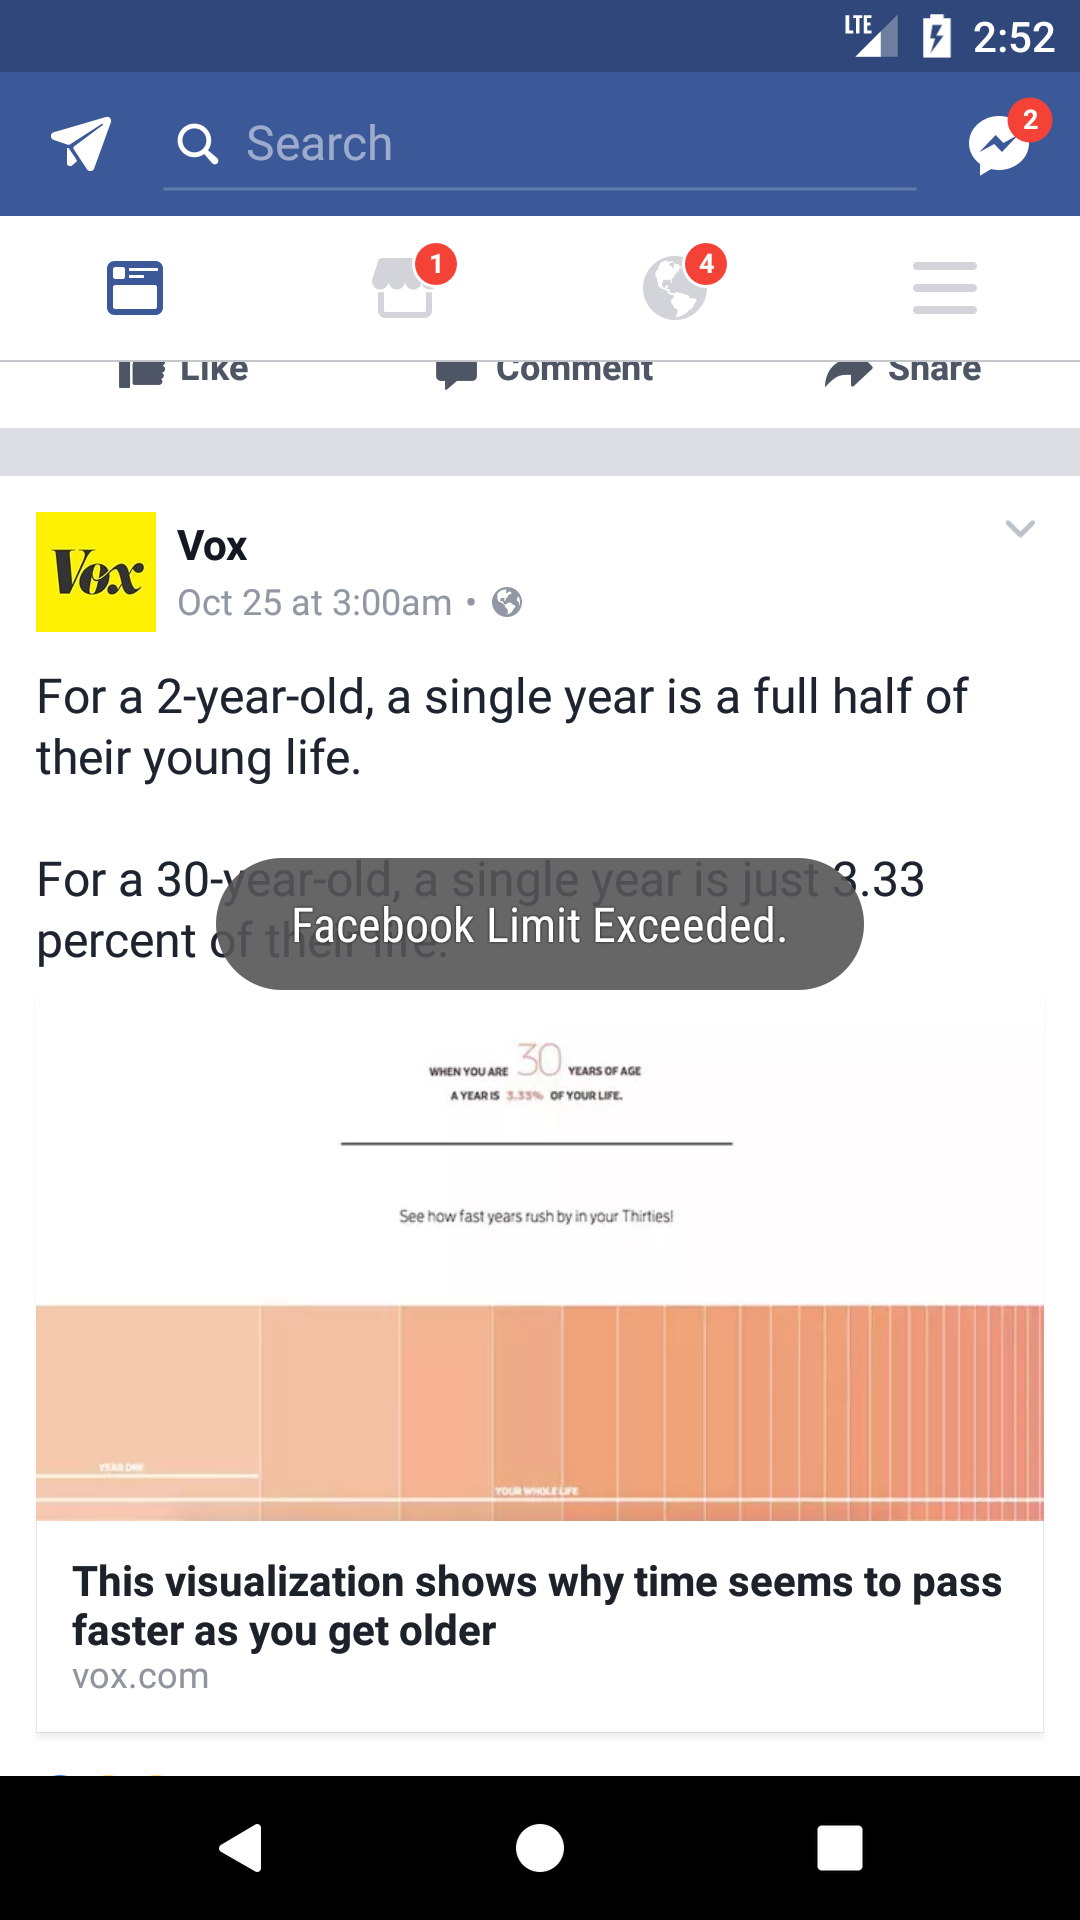 LTE 2:52
Search 2
1 4
Like Comment Share
Vox
Vox
Oct 25 at 3:00am •
For a 2-year-old, a single year is a full half of
their young life.
For a 30-year-old, a single year is just 3.33
percent of their life.
Facebook Limit Exceeded.
WHEN YOU ARE 30 YEARS OF AGE
A YEAR IS 3.33% OF YOUR LIFE.
See how fast years rush by in your Thirties!
YEAR ONE
YOUR WHOLE LIFE
This visualization shows why time seems to pass
faster as you get older
vox.com